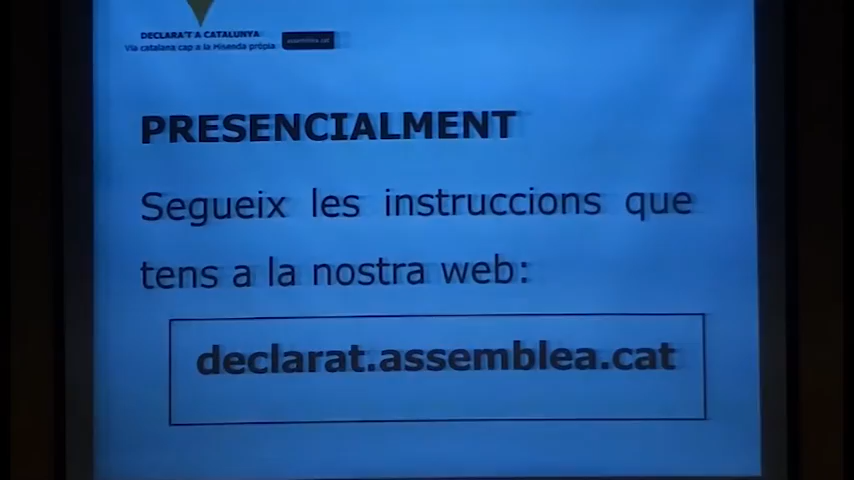 DECLARA'T A CATALUNYA
Via catalana cap a la Hisenda pròpia
assemblea.cat
PRESENCIALMENT
Segueix les instruccions que
tens a la nostra web:
declarat.assemblea.cat